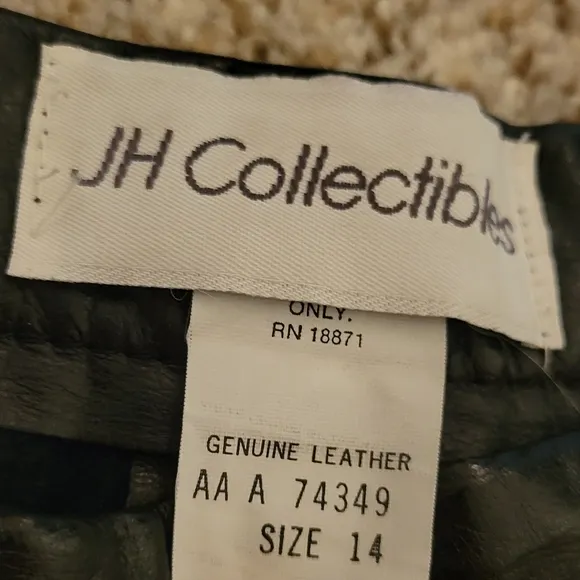 JH Collectibles
ONLY.
RN 18871
GENUINE LEATHER
AA A 74349
SIZE 14